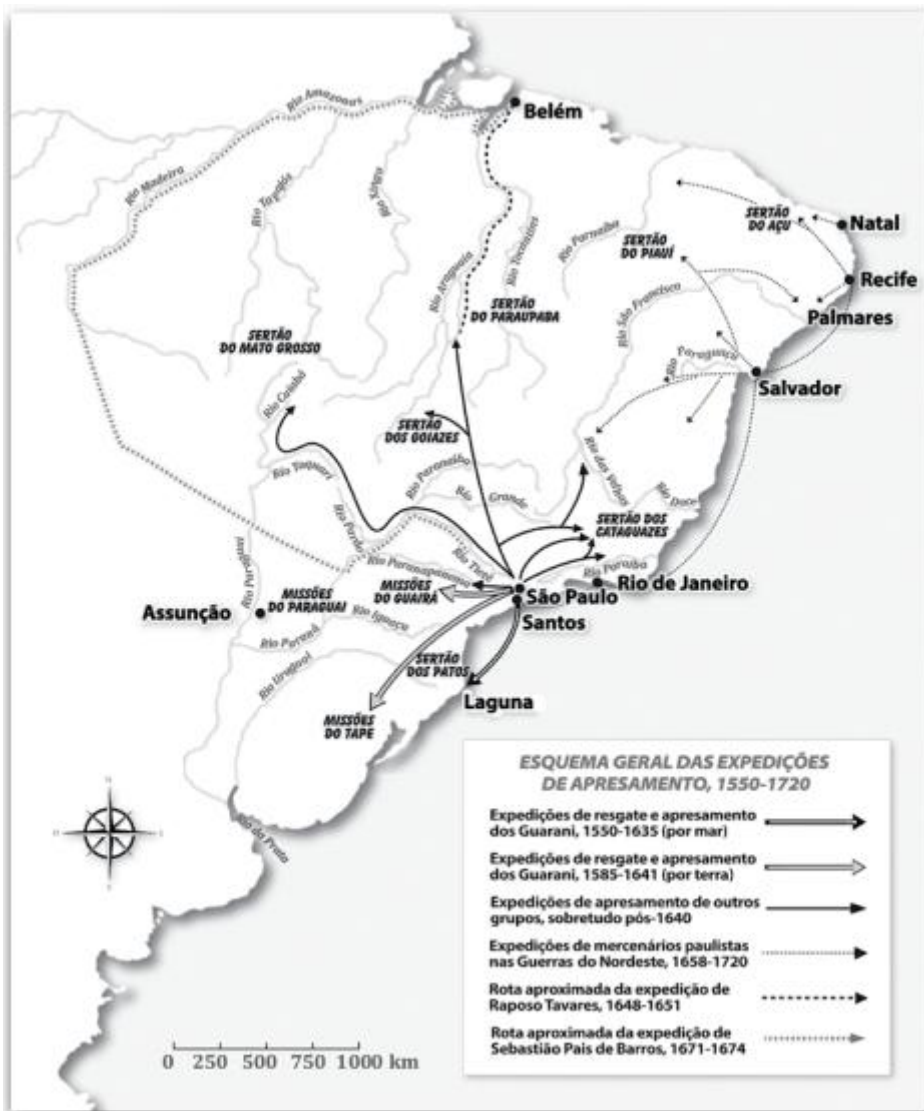 Rio Amazonas
Belém
Rio Madeira
Rio Tapajós
Rio Xingu
Rio Araguaia
Rio Tocantins
Rio Parnaíba
SERTÃO
DO AÇU
Natal
SERTÃO
DO PIAUÍ
Recife
Rio São Francisco
SERTÃO
DO PARAUPABA
Palmares
SERTÃO
DO MATO GROSSO
Rio Paraguaçu
Salvador
Rio Cuiabá
SERTÃO
DOS GOIAZES
Rio Taquari
Rio Paranaíba
Rio das Velhas
Rio Grande
Rio Doce
SERTÃO DOS
CATAGUAZES
Rio Pardo
Rio Tietê
Rio Paraíba
Rio Paraguai
Rio Paranapanema
Rio de Janeiro
MISSÕES
DO GUAIRÁ
São Paulo
MISSÕES
DO PARAGUAI
Assunção
Santos
Rio Iguaçu
Rio Paraná
SERTÃO
DOS PATOS
Rio Uruguai
Laguna
MISSÕES
DO TAPE
Rio da Prata
ESQUEMA GERAL DAS EXPEDIÇÕES
DE APRESAMENTO, 1550-1720
Expedições de resgate e apresamento
dos Guarani, 1550-1635 (por mar)
Expedições de resgate e apresamento
dos Guarani, 1585-1641 (por terra)
Expedições de apresamento de outros
grupos, sobretudo pós-1640
Expedições de mercenários paulistas
nas Guerras do Nordeste, 1658-1720
Rota aproximada da expedição de
Raposo Tavares, 1648-1651
Rota aproximada da expedição de
Sebastião Pais de Barros, 1671-1674
0 250 500 750 1000 km